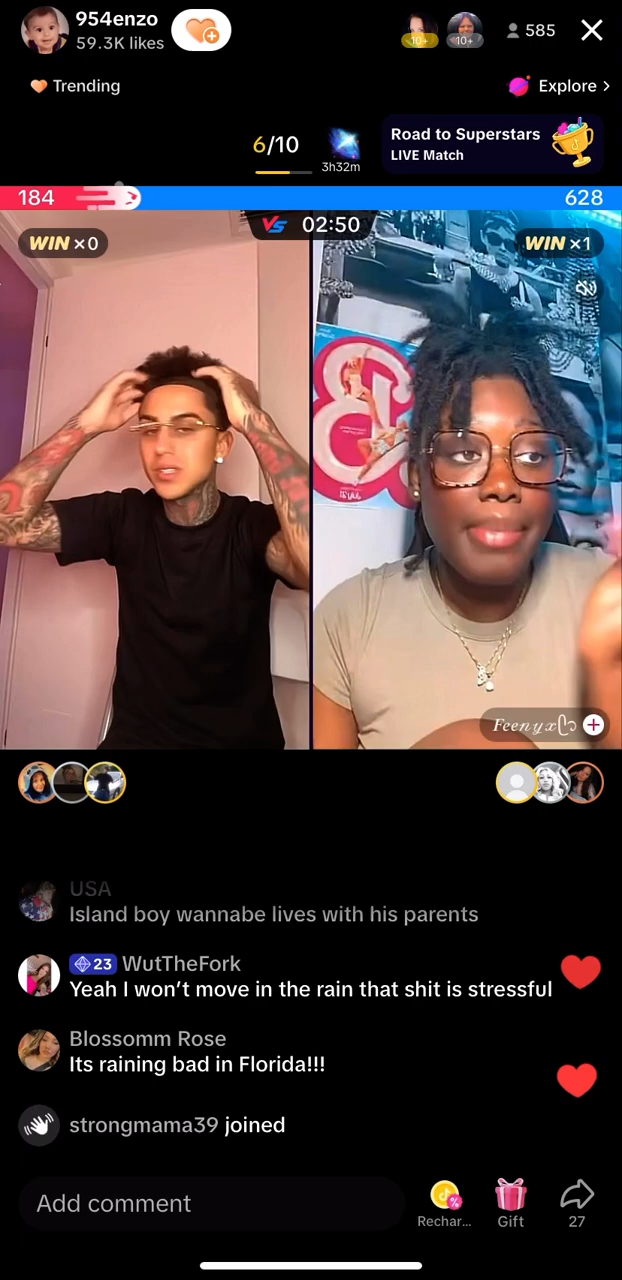 954enzo
59.3K likes
10+
10+
585
Trending
Explore >
6/10
3h32m
Road to Superstars
LIVE Match
184
628
VS 02:50
WIN ×0
WIN ×1
Feenyx
USA
Island boy wannabe lives with his parents
23 WutTheFork
Yeah I won't move in the rain that shit is stressful
Blossomm Rose
Its raining bad in Florida!!!
strongmama39 joined
Add comment
Rechar...
Gift
27